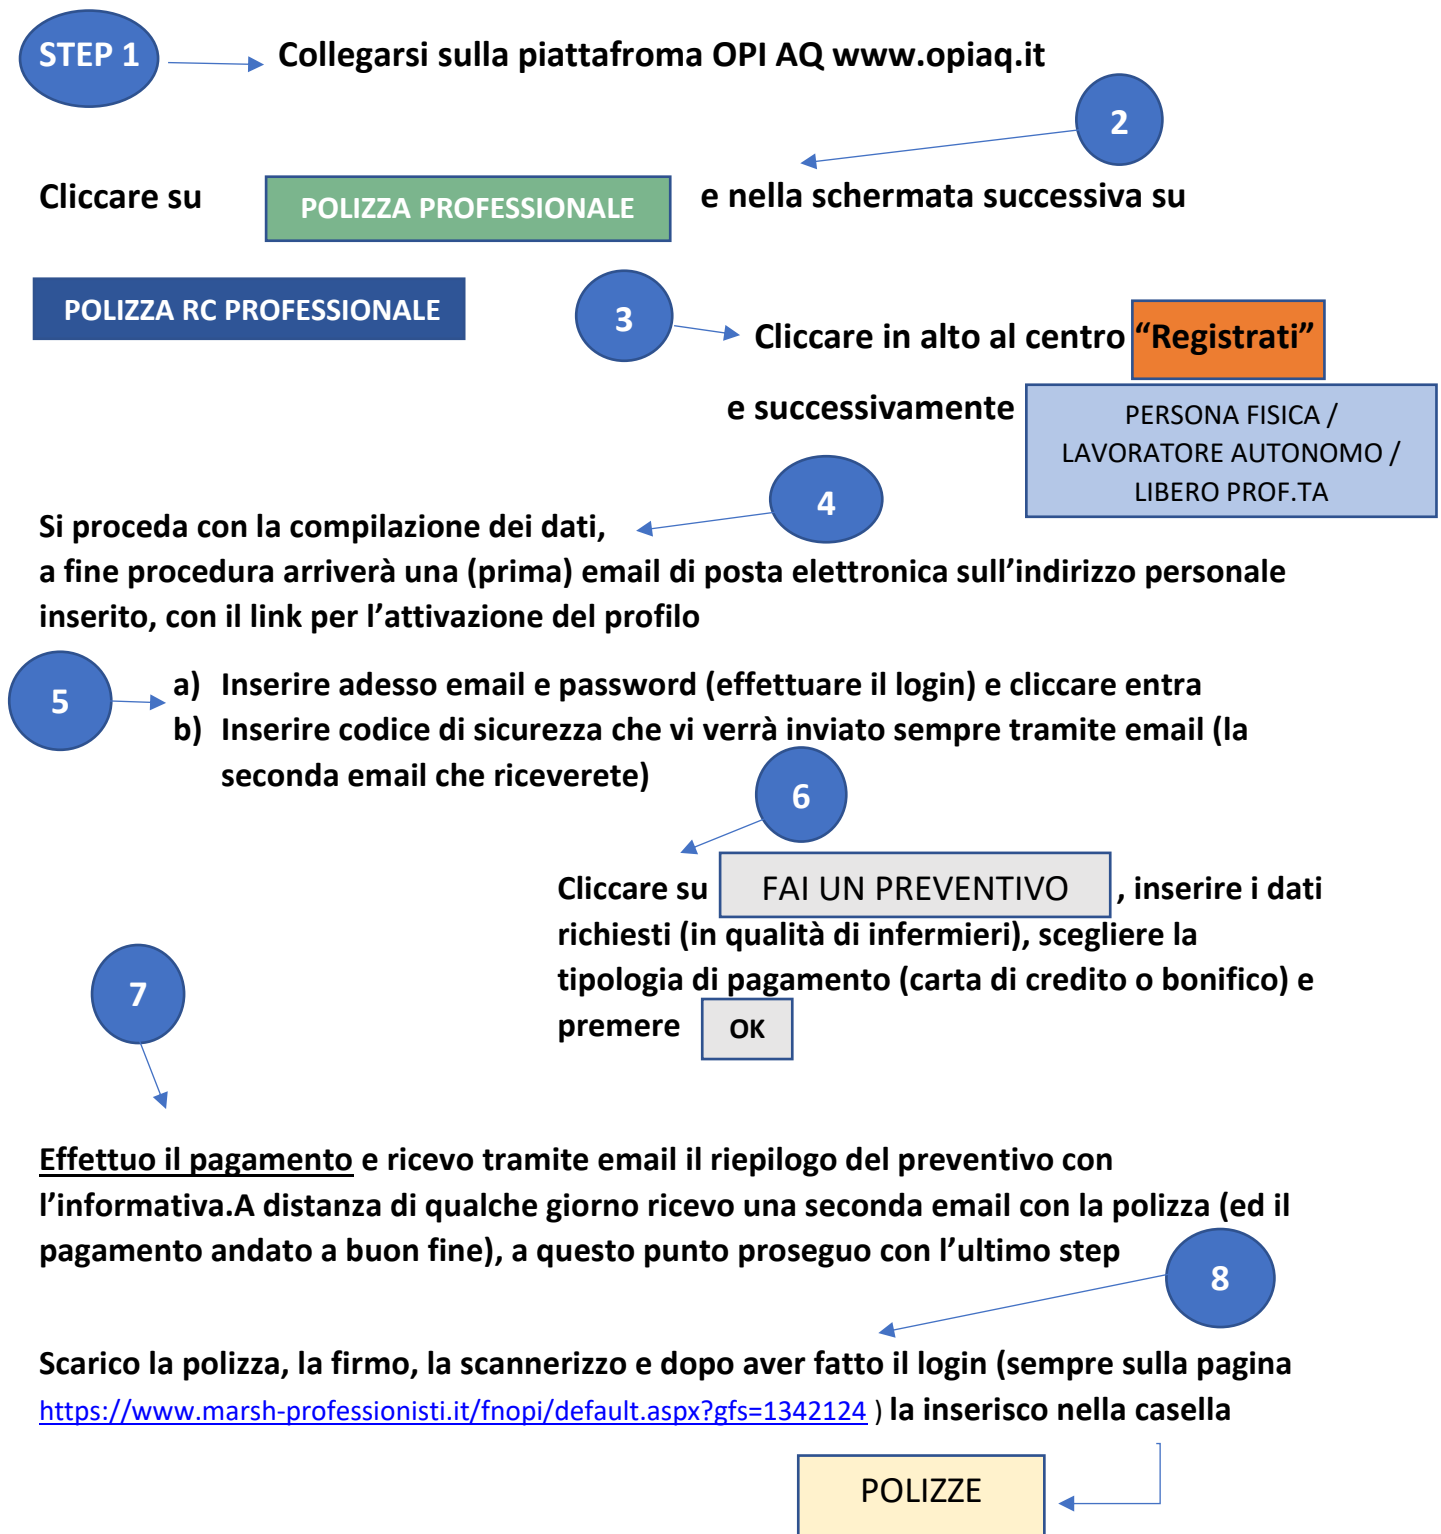 STEP 1
Collegarsi sulla piattafroma OPI AQ www.opiaq.it
2
Cliccare su POLIZZA PROFESSIONALE e nella schermata successiva su
POLIZZA RC PROFESSIONALE
3
Cliccare in alto al centro “Registrati”
e successivamente
PERSONA FISICA /
LAVORATORE AUTONOMO /
LIBERO PROF.TA
4
Si proceda con la compilazione dei dati,
a fine procedura arriverà una (prima) email di posta elettronica sull’indirizzo personale
inserito, con il link per l’attivazione del profilo
5
a) Inserire adesso email e password (effettuare il login) e cliccare entra
b) Inserire codice di sicurezza che vi verrà inviato sempre tramite email (la
seconda email che riceverete)
6
Cliccare su FAI UN PREVENTIVO , inserire i dati
richiesti (in qualità di infermieri), scegliere la
tipologia di pagamento (carta di credito o bonifico) e
premere OK
7
Effettuo il pagamento e ricevo tramite email il riepilogo del preventivo con
l’informativa.A distanza di qualche giorno ricevo una seconda email con la polizza (ed il
pagamento andato a buon fine), a questo punto proseguo con l’ultimo step
8
Scarico la polizza, la firmo, la scannerizzo e dopo aver fatto il login (sempre sulla pagina
https://www.marsh-professionisti.it/fnopi/default.aspx?gfs=1342124 ) la inserisco nella casella
POLIZZE